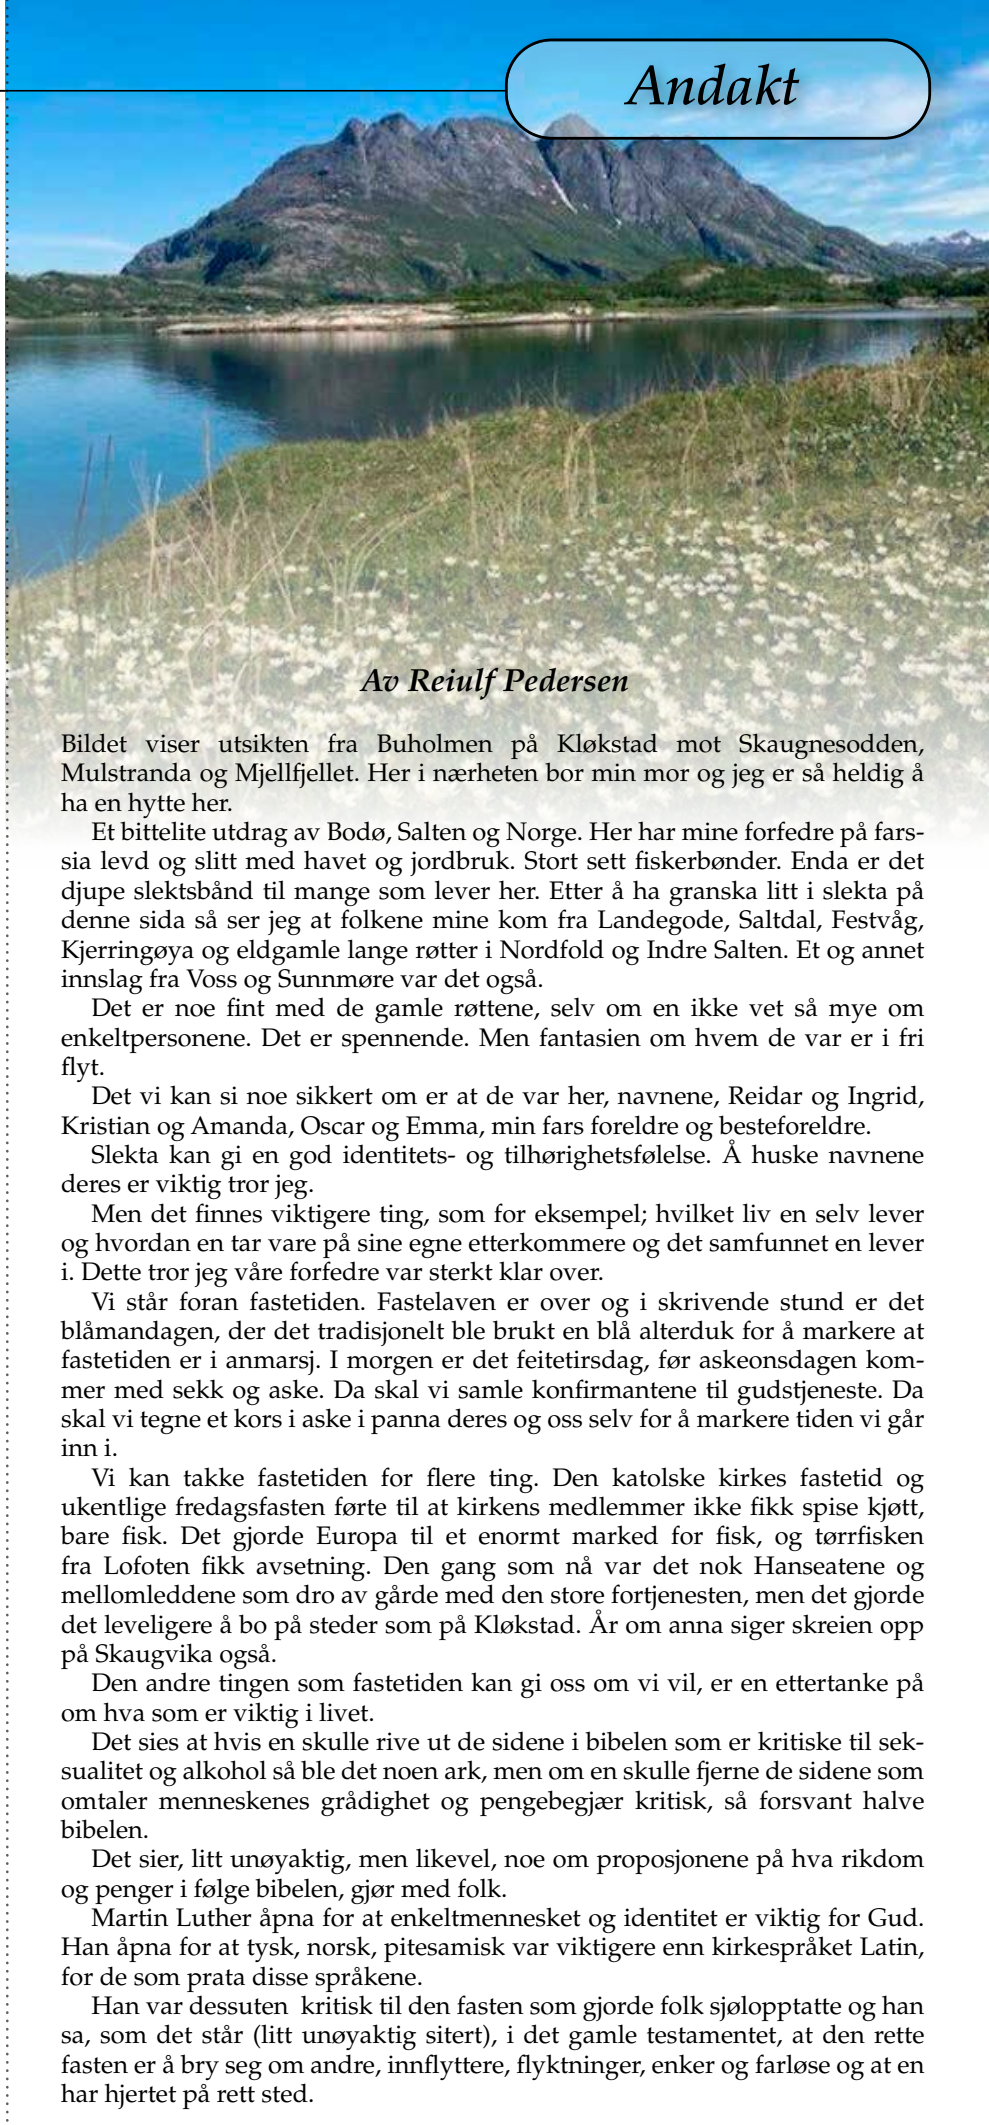 Andakt
Av Reiulf Pedersen
Bildet viser utsikten fra Buholmen på Kløkstad mot Skaugnesodden,
Mulstranda og Mjellfjellet. Her i nærheten bor min mor og jeg er så heldig å
ha en hytte her.
Et bittelite utdrag av Bodø, Salten og Norge. Her har mine forfedre på fars-
sia levd og slitt med havet og jordbruk. Stort sett fiskerbønder. Enda er det
djupe slektsbånd til mange som lever her. Etter å ha granska litt i slekta på
denne sida så ser jeg at folkene mine kom fra Landegode, Saltdal, Festvåg,
Kjerringøya og eldgamle lange røtter i Nordfold og Indre Salten. Et og annet
innslag fra Voss og Sunnmøre var det også.
Det er noe fint med de gamle røttene, selv om en ikke vet så mye om
enkeltpersonene. Det er spennende. Men fantasien om hvem de var er i fri
flyt.
Det vi kan si noe sikkert om er at de var her, navnene, Reidar og Ingrid,
Kristian og Amanda, Oscar og Emma, min fars foreldre og besteforeldre.
Slekta kan gi en god identitets- og tilhørighetsfølelse. Å huske navnene
deres er viktig tror jeg.
Men det finnes viktigere ting, som for eksempel; hvilket liv en selv lever
og hvordan en tar vare på sine egne etterkommere og det samfunnet en lever
i. Dette tror jeg våre forfedre var sterkt klar over.
Vi står foran fastetiden. Fastelaven er over og i skrivende stund er det
blåmandagen, der det tradisjonelt ble brukt en blå alterduk for å markere at
fastetiden er i anmarsj. I morgen er det feitetirsdag, før askeonsdagen kom-
mer med sekk og aske. Da skal vi samle konfirmantene til gudstjeneste. Da
skal vi tegne et kors i aske i panna deres og oss selv for å markere tiden vi går
inn i.
Vi kan takke fastetiden for flere ting. Den katolske kirkes fastetid og
ukentlige fredagsfasten førte til at kirkens medlemmer ikke fikk spise kjøtt,
bare fisk. Det gjorde Europa til et enormt marked for fisk, og tørrfisken
fra Lofoten fikk avsetning. Den gang som nå var det nok Hanseatene og
mellomleddene som dro av gårde med den store fortjenesten, men det gjorde
det leveligere å bo på steder som på Kløkstad. År om anna siger skreien opp
på Skaugvika også.
Den andre tingen som fastetiden kan gi oss om vi vil, er en ettertanke på
om hva som er viktig i livet.
Det sies at hvis en skulle rive ut de sidene i bibelen som er kritiske til sek-
sualitet og alkohol så ble det noen ark, men om en skulle fjerne de sidene som
omtaler menneskenes grådighet og pengebegjær kritisk, så forsvant halve
bibelen.
Det sier, litt unøyaktig, men likevel, noe om proposjonene på hva rikdom
og penger i følge bibelen, gjør med folk.
Martin Luther åpna for at enkeltmennesket og identitet er viktig for Gud.
Han åpna for at tysk, norsk, pitesamisk var viktigere enn kirkespråket Latin,
for de som prata disse språkene.
Han var dessuten kritisk til den fasten som gjorde folk sjølopptatte og han
sa, som det står (litt unøyaktig sitert), i det gamle testamentet, at den rette
fasten er å bry seg om andre, innflyttere, flyktninger, enker og farløse og at en
har hjertet på rett sted.